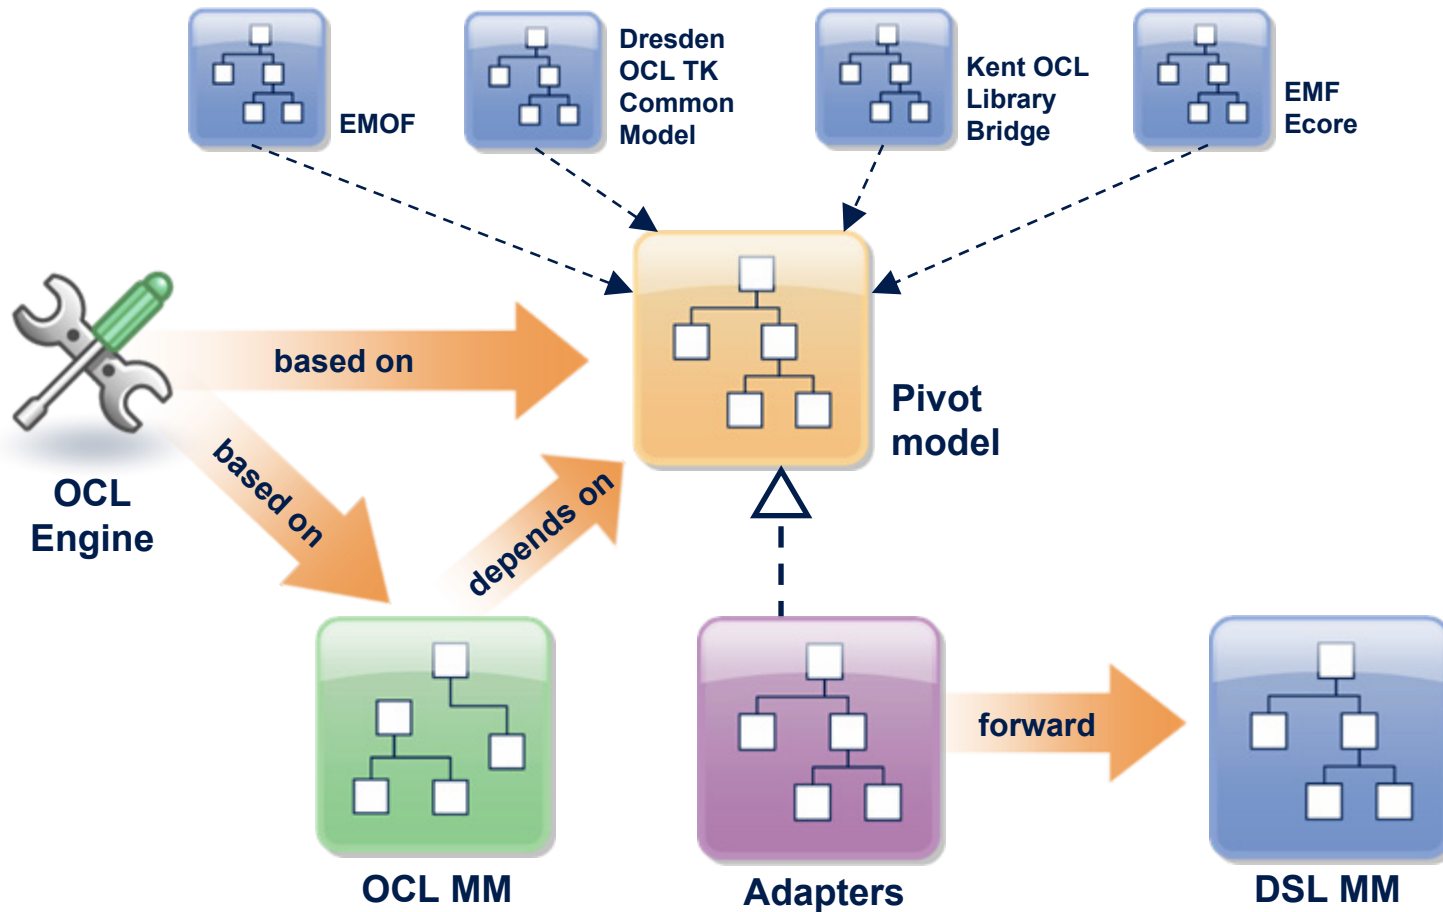 EMOF
Dresden
OCL TK
Common
Model
Kent OCL
Library
Bridge
EMF
Ecore
based on
Pivot
model
OCL
Engine
based on
depends on
forward
OCL MM
Adapters
DSL MM